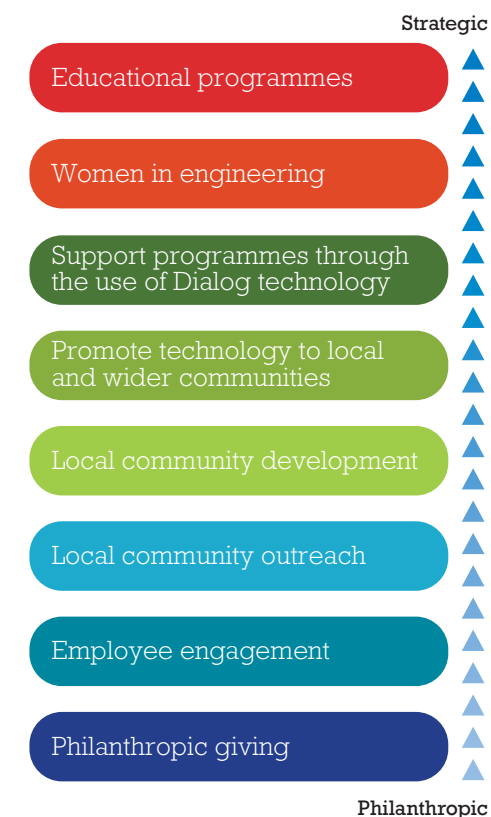 Strategic
Educational programmes
Women in engineering
Support programmes through
the use of Dialog technology
Promote technology to local
and wider communities
Local community development
Local community outreach
Employee engagement
Philanthropic giving
Philanthropic